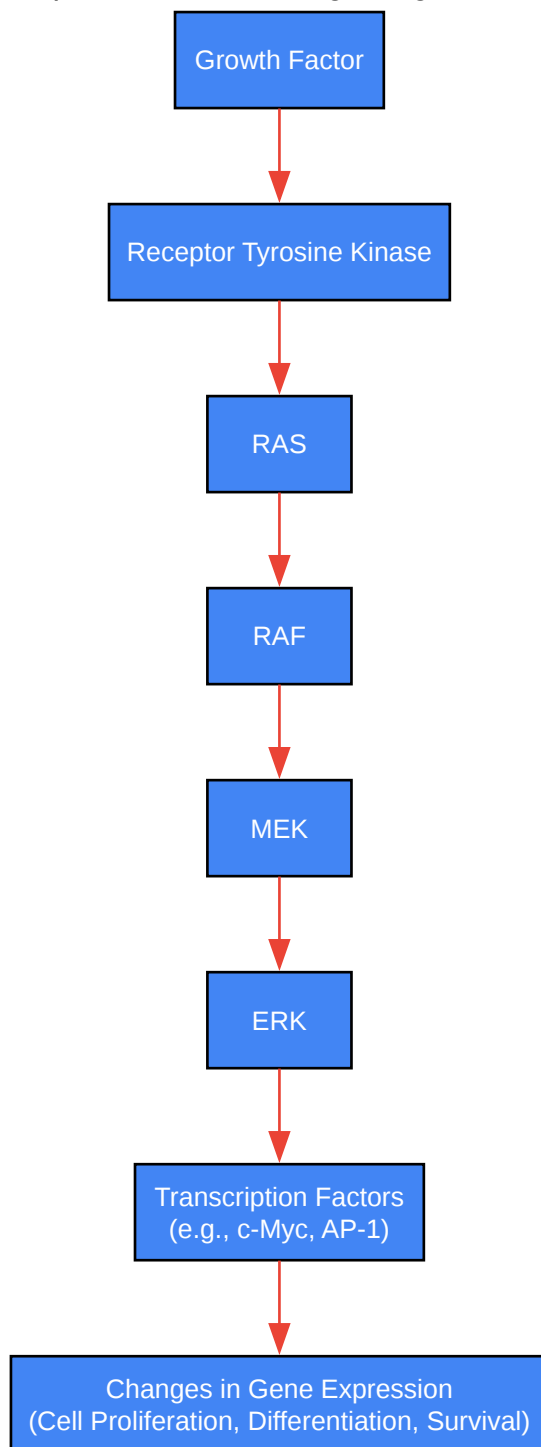 Growth Factor
Receptor Tyrosine Kinase
RAS
RAF
MEK
ERK
Transcription Factors
(e.g., c-Myc, AP-1)
Changes in Gene Expression
(Cell Proliferation, Differentiation, Survival)